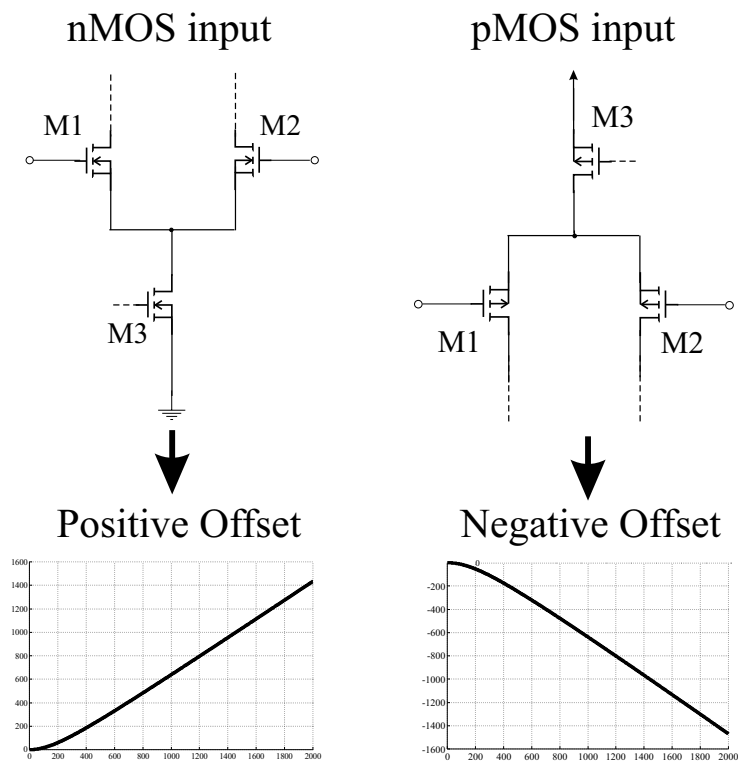 nMOS input
pMOS input
M1
M2
M3
M3
M1
M2
Positive Offset
Negative Offset
1600
1400
1200
1000
800
600
400
200
0
0 200 400 600 800 1000 1200 1400 1600 1800 2000
0
-200
-400
-600
-800
-1000
-1200
-1400
-1600
0 200 400 600 800 1000 1200 1400 1600 1800 2000